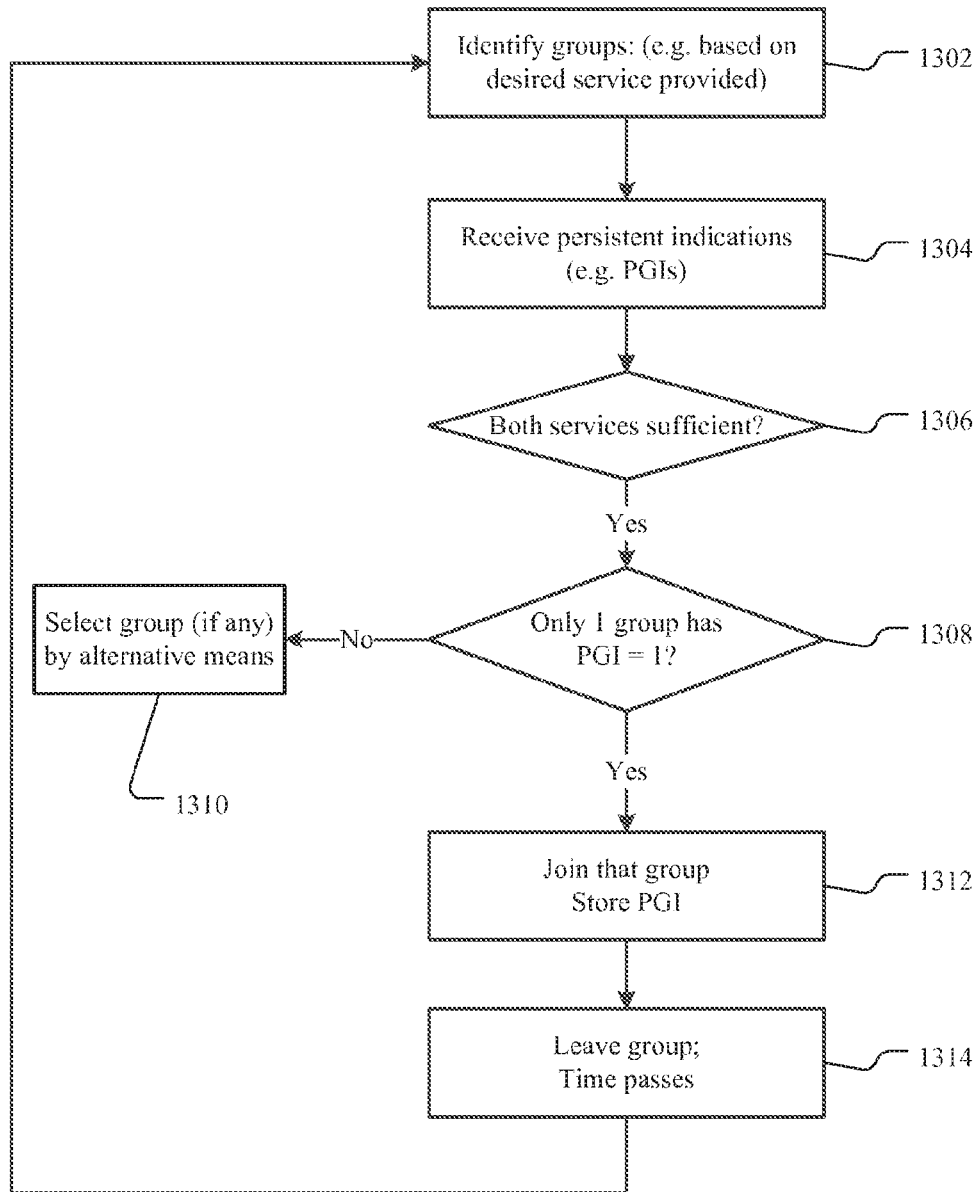 Identify groups: (e.g. based on
desired service provided)
1302
Receive persistent indications
(e.g. PGIs)
1304
Both services sufficient?
1306
Yes
Only 1 group has
PGI = 1?
1308
No
Select group (if any)
by alternative means
1310
Yes
Join that group
Store PGI
1312
Leave group;
Time passes
1314